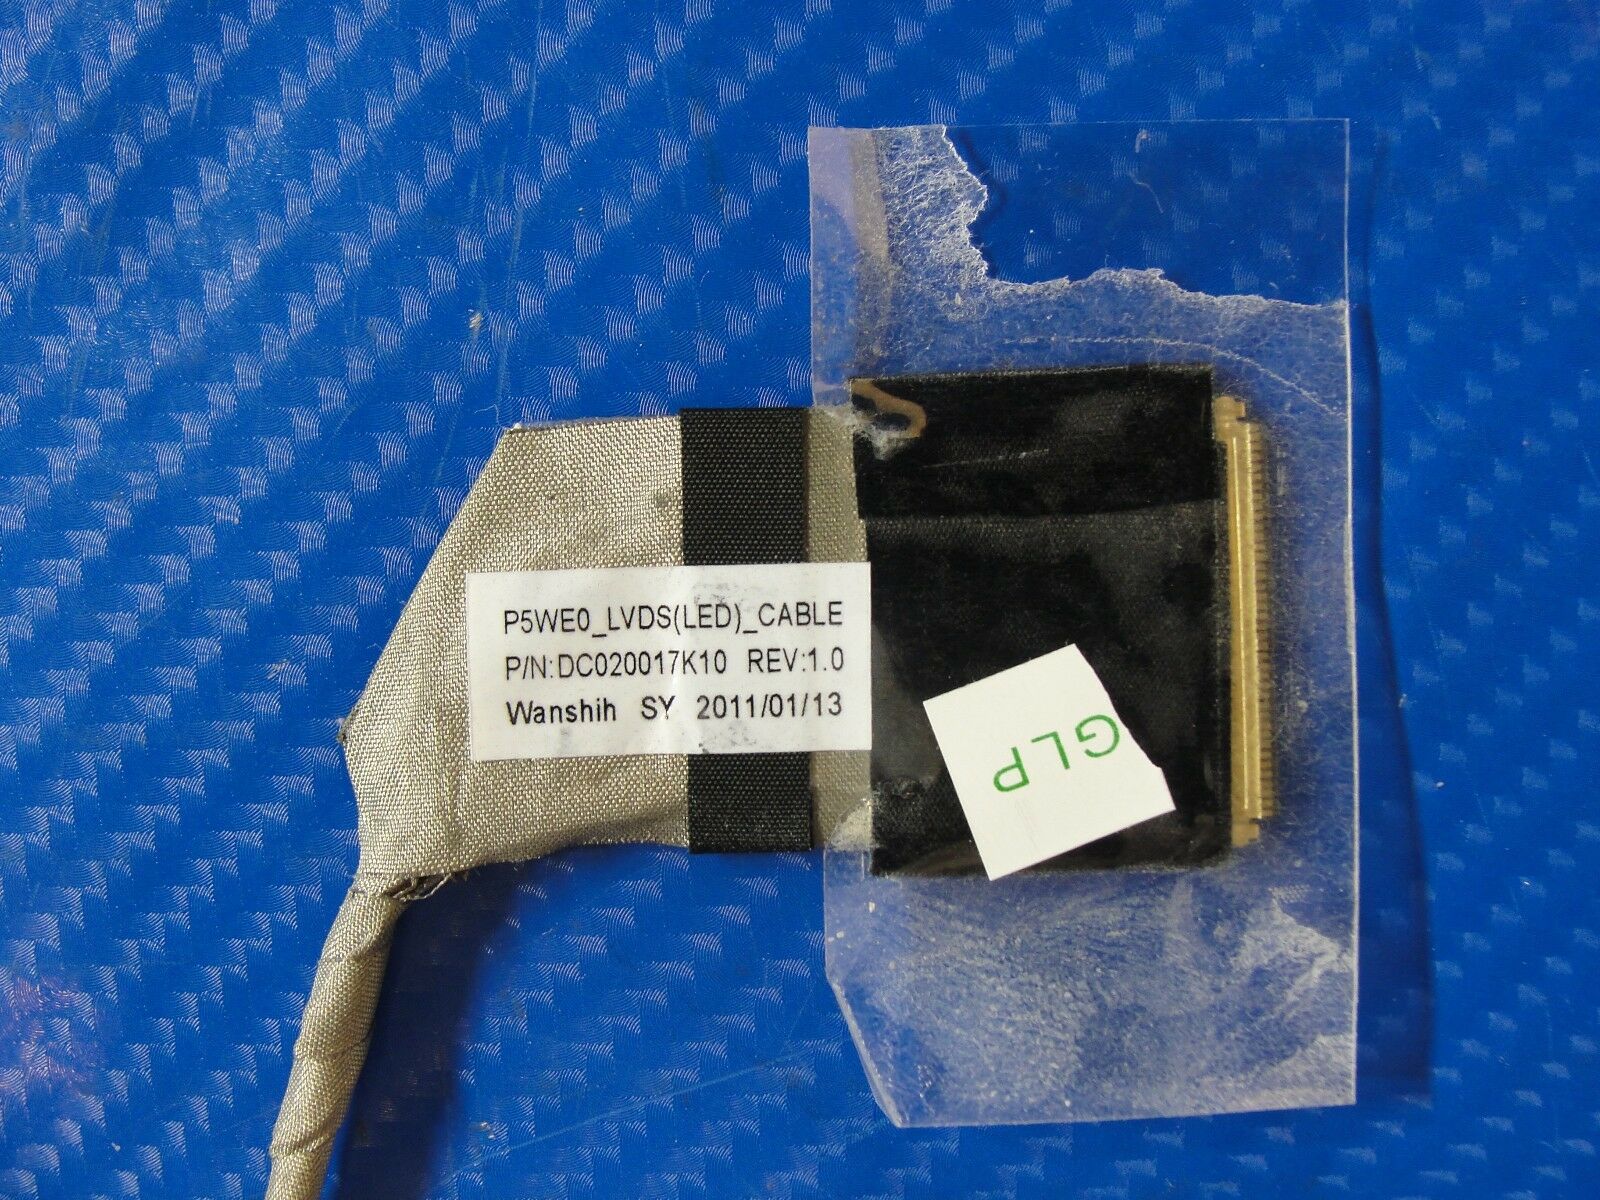 P5WE0_LVDS(LED)_CABLE
P/N:DC020017K10 REV:1.0
Wanshih SY 2011/01/13
GLP